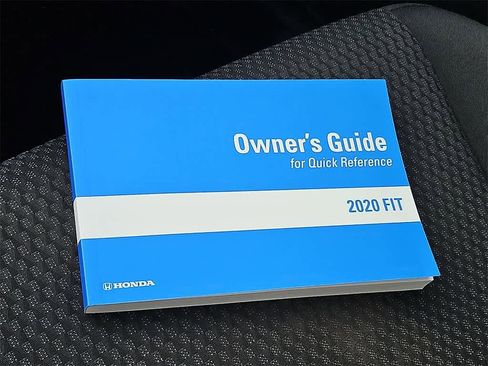 Owner's Guide
for Quick Reference
2020 FIT
HONDA